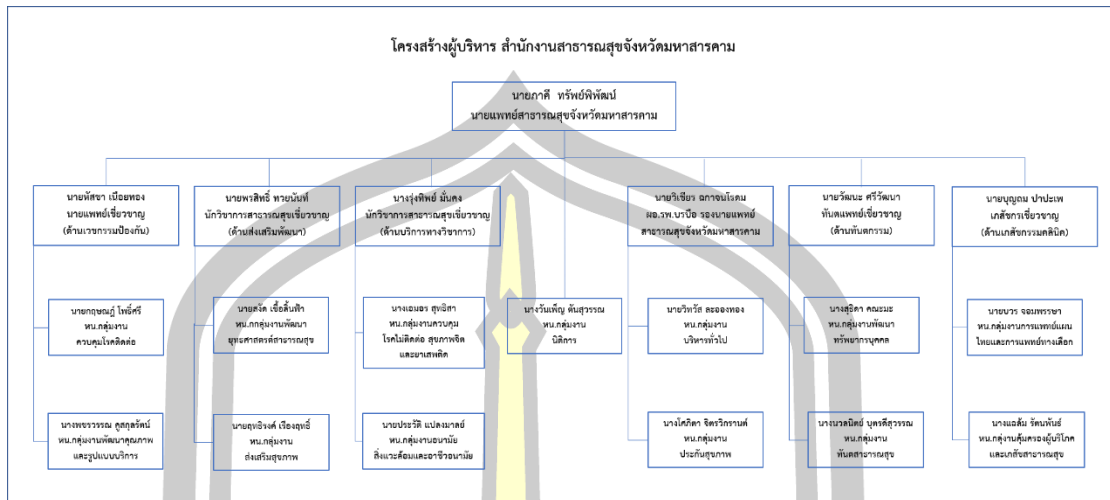 โครงสร้างผู้บริหาร สำนักงานสาธารณสุขจังหวัดมหาสารคาม
นายภาคี ทรัพย์พิพัฒน์
นายแพทย์สาธารณสุขจังหวัดมหาสารคาม
นายหัสชา เนือยทอง
นายแพทย์เชี่ยวชาญ
(ด้านเวชกรรมป้องกัน)
นายพรสิทธิ์ ทวยนันท์
นักวิชาการสาธารณสุขเชี่ยวชาญ
(ด้านส่งเสริมพัฒนา)
นางรุ่งทิพย์ มั่นคง
นักวิชาการสาธารณสุขเชี่ยวชาญ
(ด้านบริการทางวิชาการ)
นายวิเชียร ฉกาจนโรดม
ผอ.รพ.บรบือ รองนายแพทย์
สาธารณสุขจังหวัดมหาสารคาม
นายวัฒนะ ศรีวัฒนา
ทันตแพทย์เชี่ยวชาญ
(ด้านทันตกรรม)
นายบุญถม ปาปะเพ
เภสัชกรเชี่ยวชาญ
(ด้านเภสัชกรรมคลินิค)
นายกฤษณฎ์ โพธิ์ศรี
หน.กลุ่มงาน
ควบคุมโรคติดต่อ
นายสงัด เชื้อลิ้นฟ้า
หน.กกลุ่มงานพัฒนา
ยุทธศาสตร์สาธารณสุข
นางเอมอร สุทธิสา
หน.กลุ่มงานควบคุม
โรคไม่ติดต่อ สุขภาพจิต
และยาเสพติด
นางวันเพ็ญ ตันสุวรรณ
หน.กลุ่มงาน
นิติการ
นายวิทวัส ละอองทอง
หน.กลุ่มงาน
บริหารทั่วไป
นางสุธิดา คณะมะ
หน.กลุ่มงานพัฒนา
ทรัพยากรบุคคล
นายบวร จอมพรรษา
หน.กลุ่มงานการแพทย์แผน
ไทยและการแพทย์ทางเลือก
นางพชรวรรณ คูสกุลรัตน์
หน.กลุ่มงานพัฒนาคุณภาพ
และรูปแบบบริการ
นายฤทธิรงค์ เรืองฤทธิ์
หน.กลุ่มงาน
ส่งเสริมสุขภาพ
นายประวัติ แปลงมาลย์
หน.กลุ่มงานอนามัย
สิ่งแวะล้อมและอาชีวอนามัย
นางโศภิตา จิตรวิกรานต์
หน.กลุ่มงาน
ประกันสุขภาพ
นางนวลนิตย์ บุตรดีสุวรรณ
หน.กลุ่มงาน
ทันตสาธารณสุข
นางแฉล้ม รัตนพันธ์
หน.กลุ่งานคุ้มครองผู้บริโภค
และเภสัชสาธารณสุข